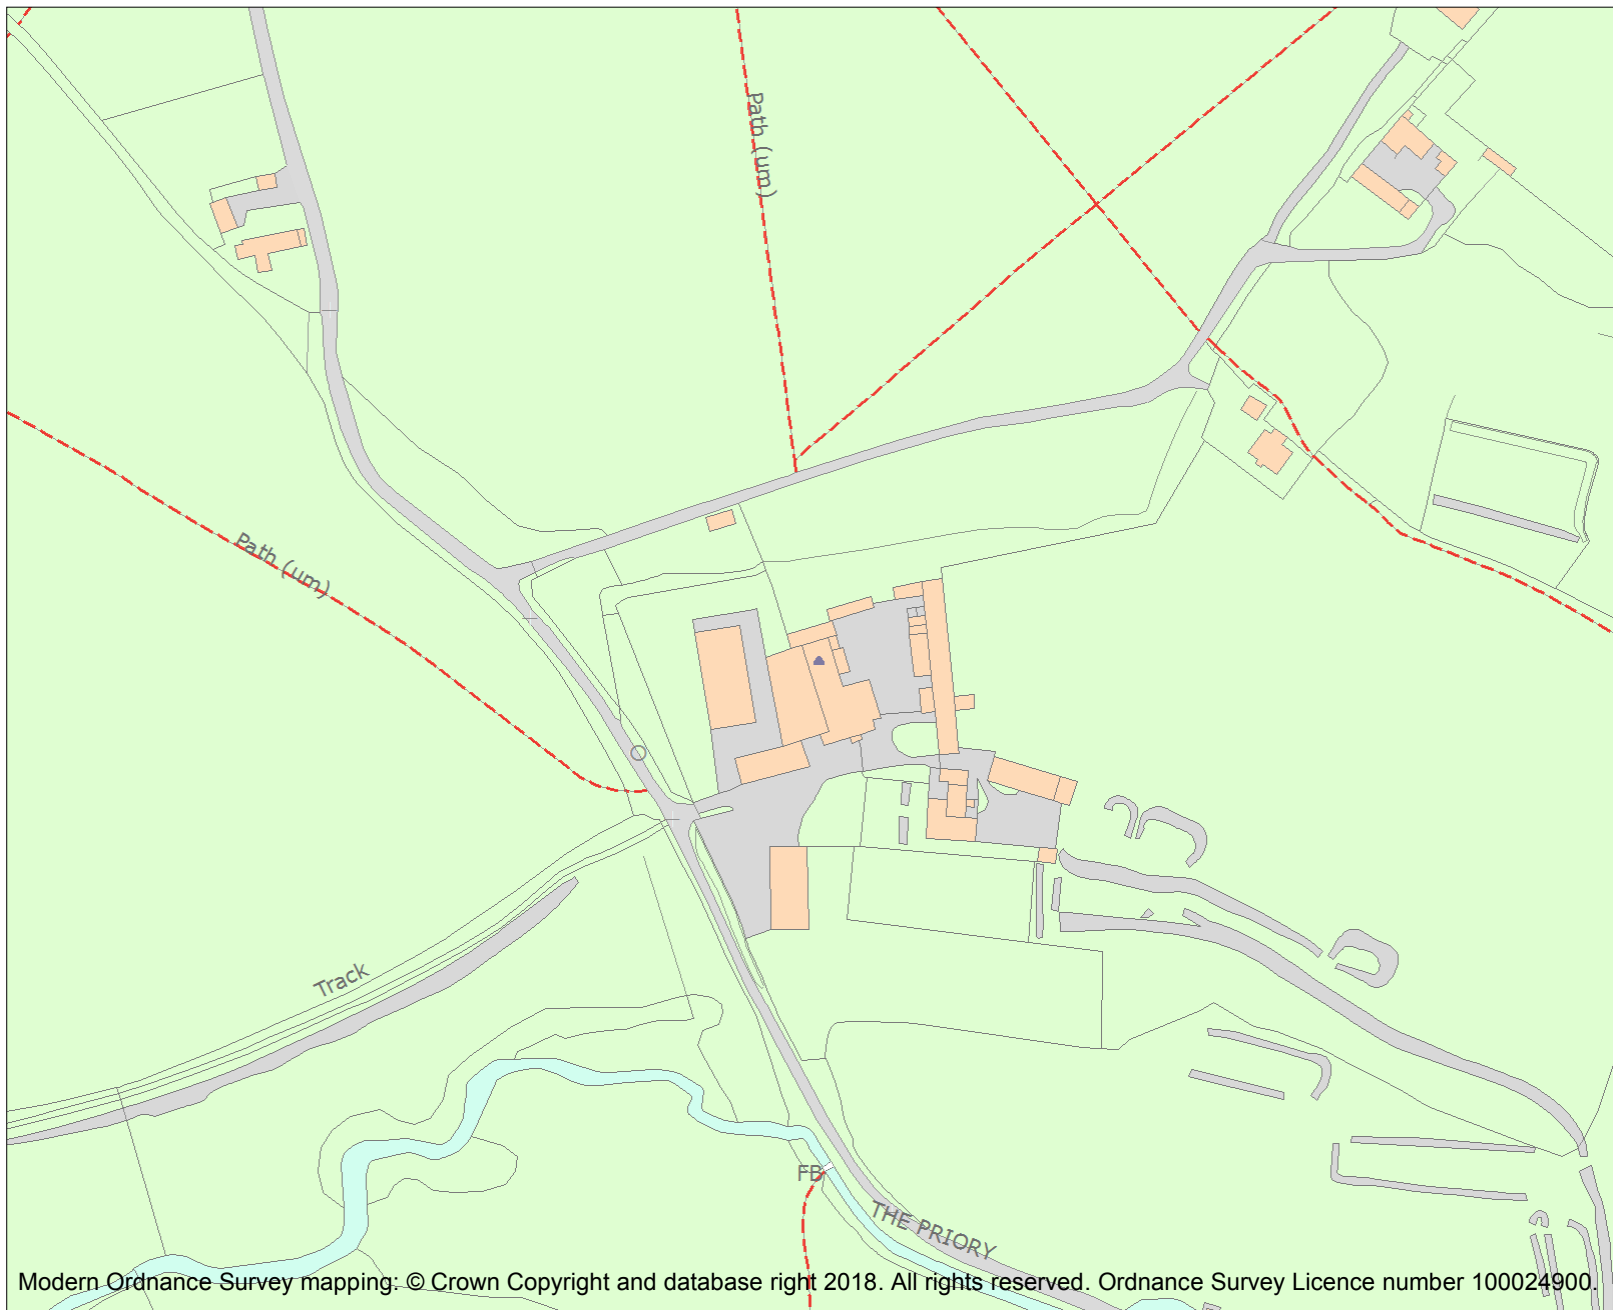 Path (um)
Path (um)
Track
FB
THE PRIORY
Modern Ordnance Survey mapping: © Crown Copyright and database right 2018. All rights reserved. Ordnance Survey Licence number 100024900.